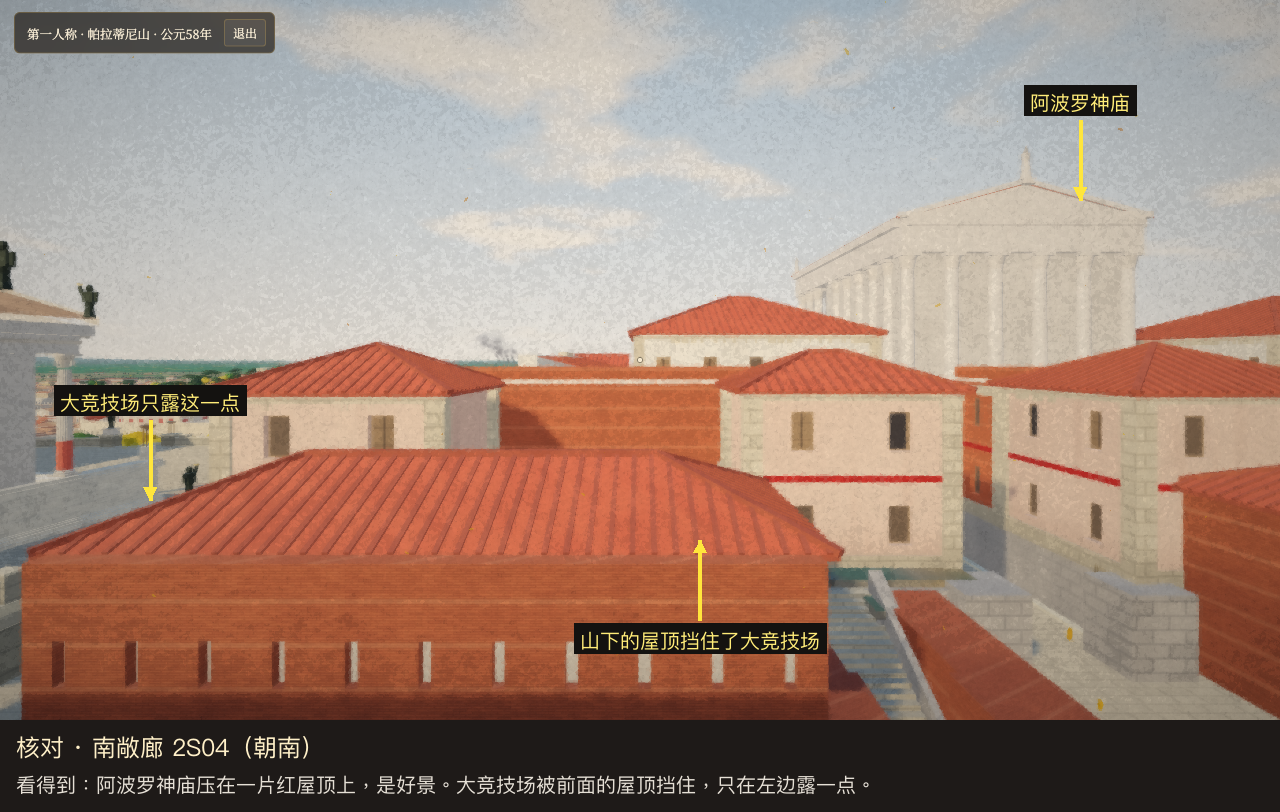 第一人称 · 帕拉蒂尼山 · 公元58年 退出
阿波罗神庙
大竞技场只露这一点
山下的屋顶挡住了大竞技场
核对 · 南敞廊 2S04（朝南）
看得到：阿波罗神庙压在一片红屋顶上，是好景。大竞技场被前面的屋顶挡住，只在左边露一点。